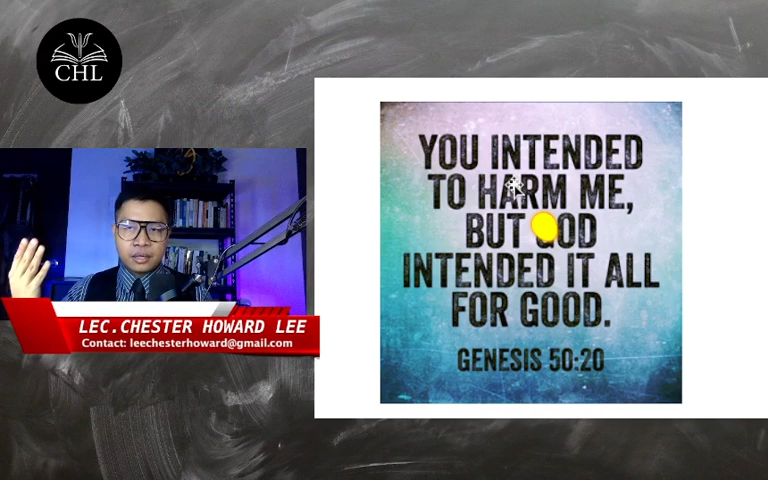 CHL
YOU INTENDED
TO HARM ME,
BUT GOD
INTENDED IT ALL
FOR GOOD.
GENESIS 50:20
LEC.CHESTER HOWARD LEE
Contact: leechesterhoward@gmail.com